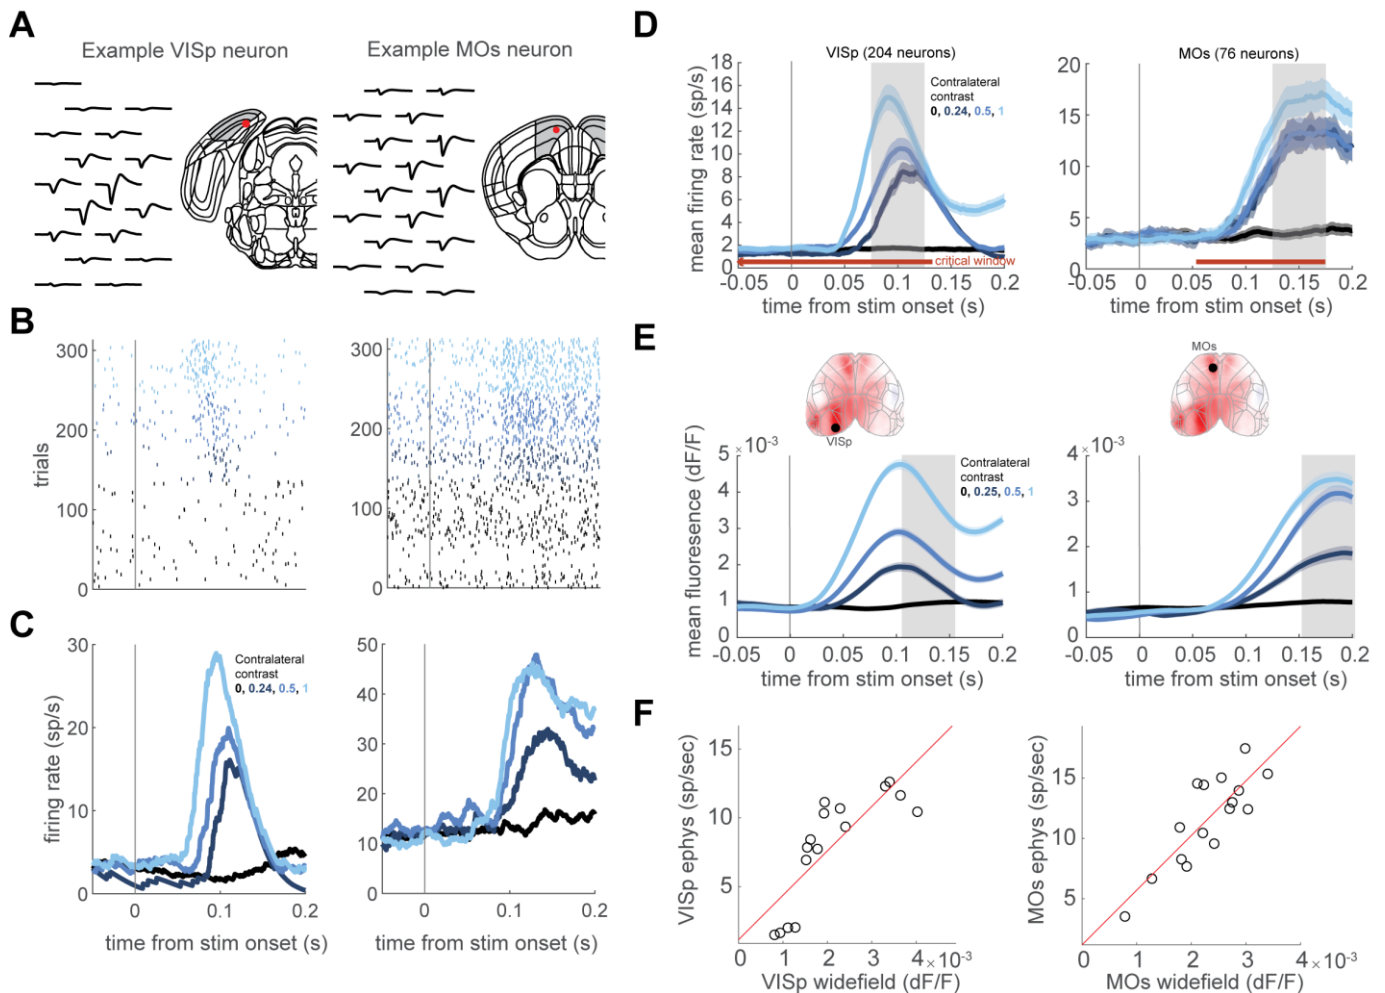 A
Example VISp neuron
Example MOs neuron
B
trials
300
200
100
0
300
200
100
0
C
firing rate (sp/s)
30
20
10
0
Contralateral
contrast
0, 0.24, 0.5, 1
0
0.1
0.2
time from stim onset (s)
50
40
30
20
10
0
0
0.1
0.2
time from stim onset (s)
D
VISp (204 neurons)
mean firing rate (sp/s)
18
16
14
12
10
8
6
4
2
0
Contralateral
contrast
0, 0.24, 0.5, 1
critical window
-0.05 0 0.05 0.1 0.15 0.2
time from stim onset (s)
MOs (76 neurons)
20
15
10
5
0
-0.05 0 0.05 0.1 0.15 0.2
time from stim onset (s)
E
VISp
MOs
mean fluoresence (dF/F)
× 10-3
5
4
3
2
1
0
Contralateral
contrast
0, 0.25, 0.5, 1
-0.05 0 0.05 0.1 0.15 0.2
time from stim onset (s)
× 10-3
4
3
2
1
0
-0.05 0 0.05 0.1 0.15 0.2
time from stim onset (s)
F
VISp ephys (sp/sec)
15
10
5
0 1 2 3 4 ×10-3
VISp widefield (dF/F)
MOs ephys (sp/sec)
15
10
5
0 1 2 3 4 ×10-3
MOs widefield (dF/F)